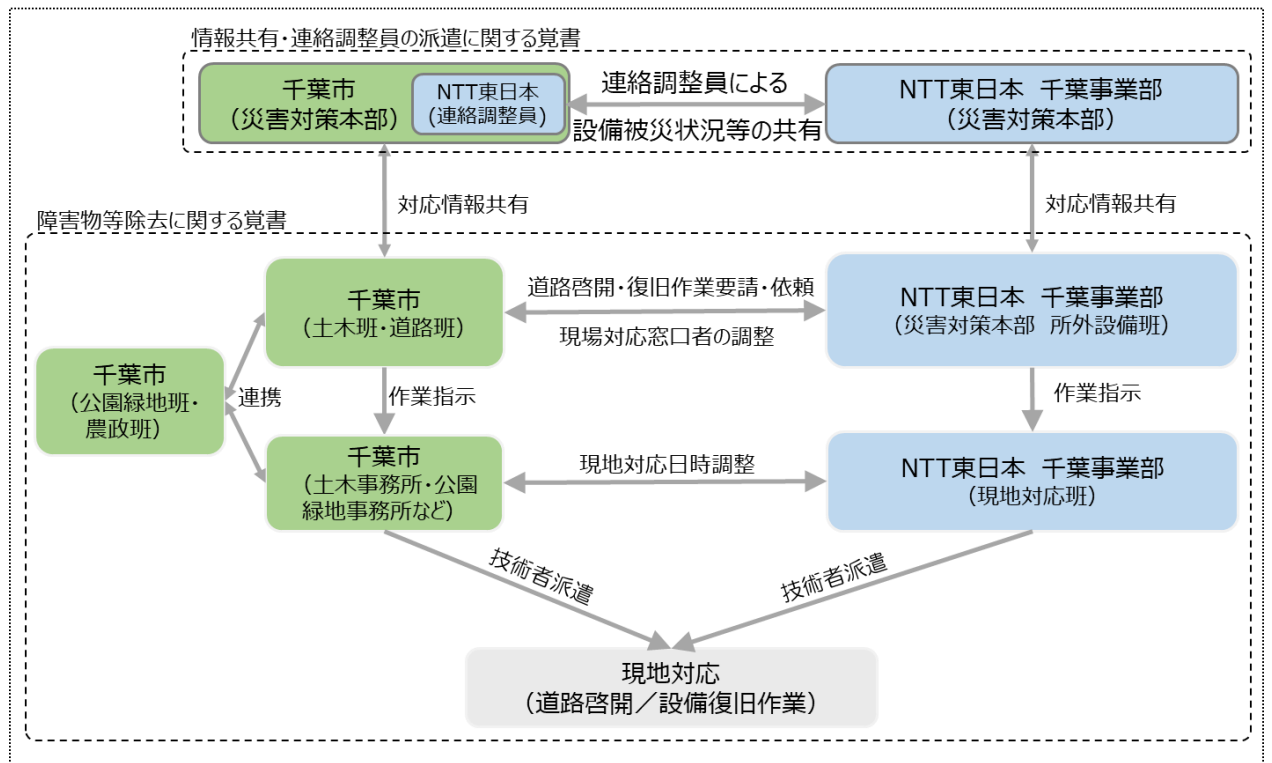 情報共有・連絡調整員の派遣に関する覚書
千葉市
（災害対策本部）
NTT東日本
（連絡調整員）
連絡調整員による
設備被災状況等の共有
NTT東日本 千葉事業部
（災害対策本部）
対応情報共有
対応情報共有
障害物等除去に関する覚書
千葉市
（土木班・道路班）
道路啓開・復旧作業要請・依頼
現場対応窓口者の調整
NTT東日本 千葉事業部
（災害対策本部 所外設備班）
千葉市
（公園緑地班・
農政班）
連携
作業指示
作業指示
千葉市
（土木事務所・公園
緑地事務所など）
現地対応日時調整
NTT東日本 千葉事業部
（現地対応班）
技術者派遣
技術者派遣
現地対応
（道路啓開／設備復旧作業）